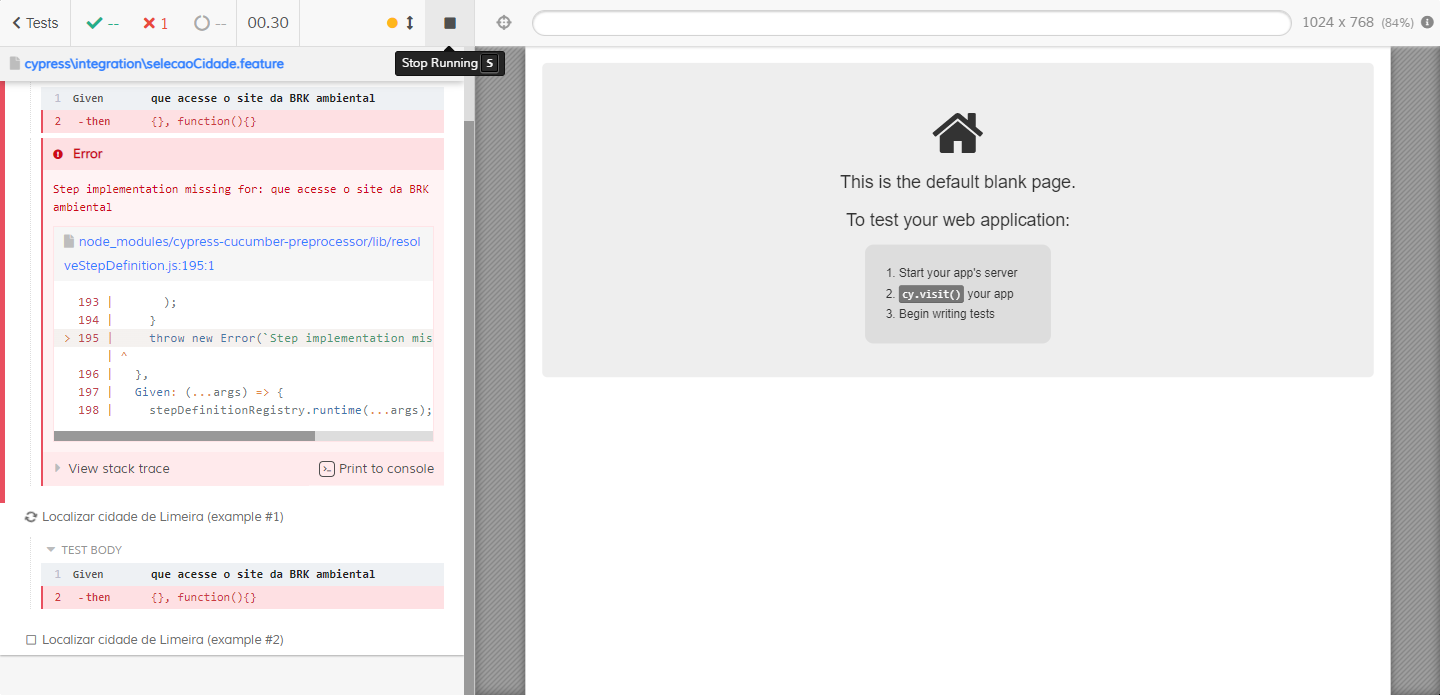 Tests
--
1
--
00.30
1024 x 768 (84%)
Stop Running S
cypress\integration\selecaoCidade.feature
1 Given que acesse o site da BRK ambiental
2 -then {}, function(){}
Error
Step implementation missing for: que acesse o site da BRK
ambiental
node_modules/cypress-cucumber-preprocessor/lib/resol
veStepDefinition.js:195:1
193 | );
194 | }
> 195 | throw new Error(`Step implementation mis
| ^
196 | },
197 | Given: (...args) => {
198 | stepDefinitionRegistry.runtime(...args);
View stack trace
Print to console
Localizar cidade de Limeira (example #1)
TEST BODY
1 Given que acesse o site da BRK ambiental
2 -then {}, function(){}
Localizar cidade de Limeira (example #2)
This is the default blank page.
To test your web application:
1. Start your app's server
2. cy.visit() your app
3. Begin writing tests